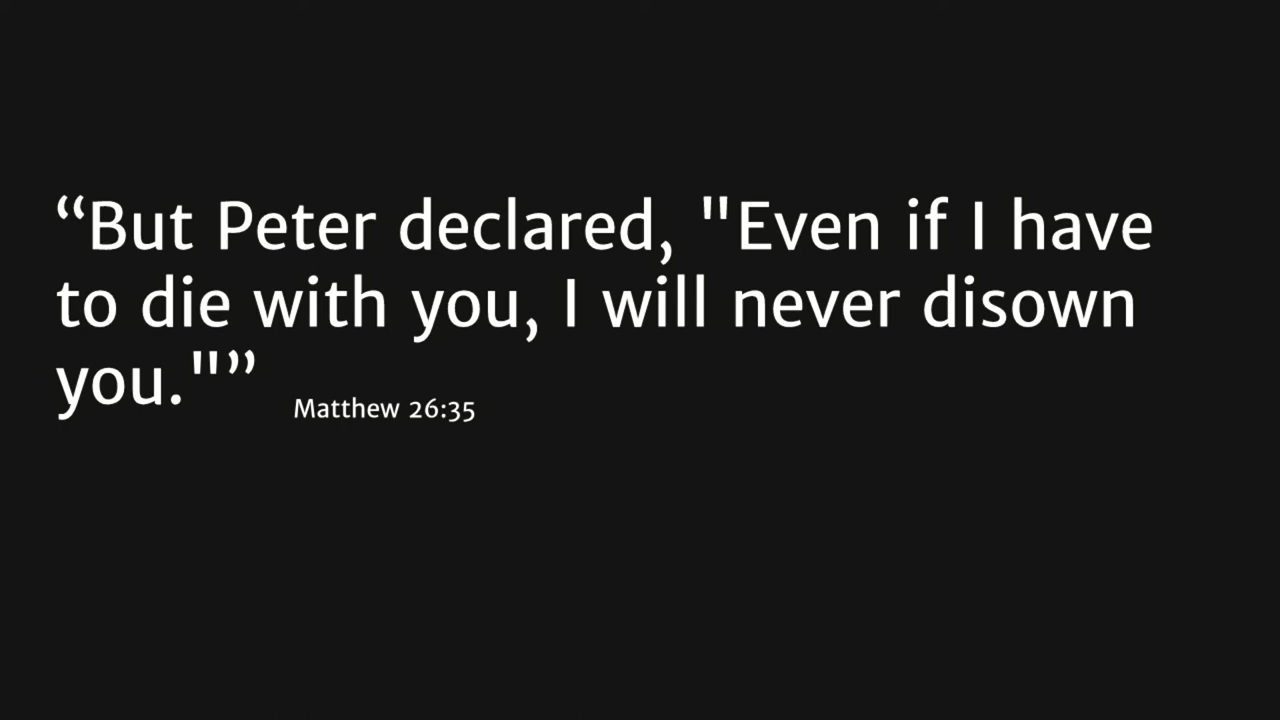 “But Peter declared, "Even if I have
to die with you, I will never disown
you."”
Matthew 26:35